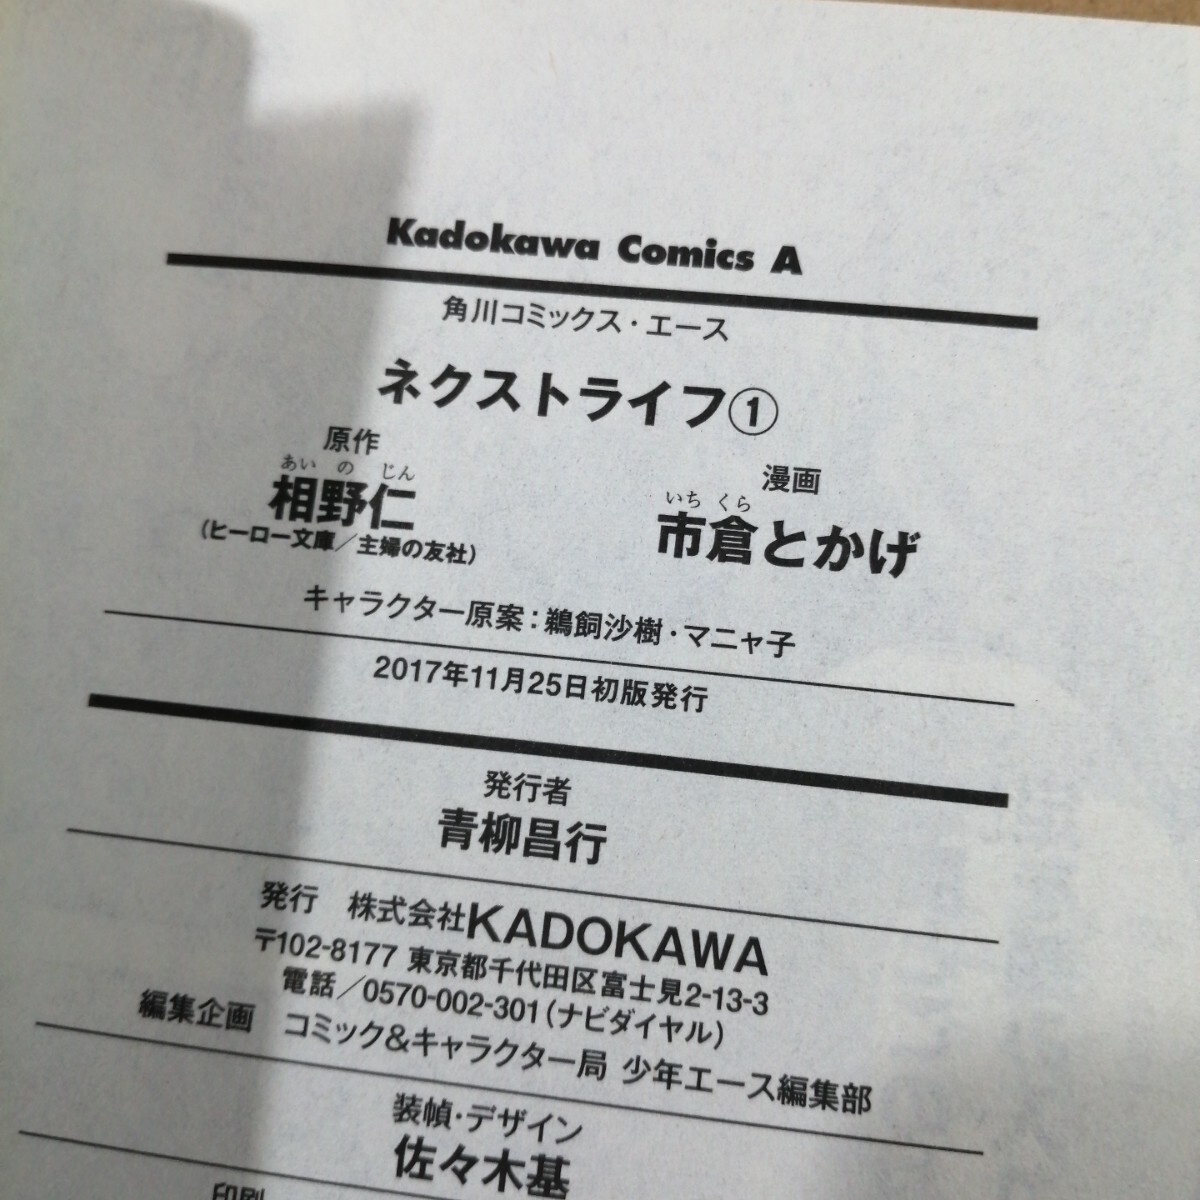 Kadokawa Comics A
角川コミックス・エース
ネクストライフ①
原作
あいのじん
相野仁
(ヒーロー文庫/主婦の友社)
漫画
いちくら
市倉とかげ
キャラクター原案：鵜飼沙樹・マニャ子
2017年11月25日初版発行
発行者
青柳昌行
発行 株式会社KADOKAWA
〒102-8177 東京都千代田区富士見2-13-3
電話/0570-002-301(ナビダイヤル)
編集企画 コミック&キャラクター局 少年エース編集部
装幀・デザイン
佐々木基
印刷